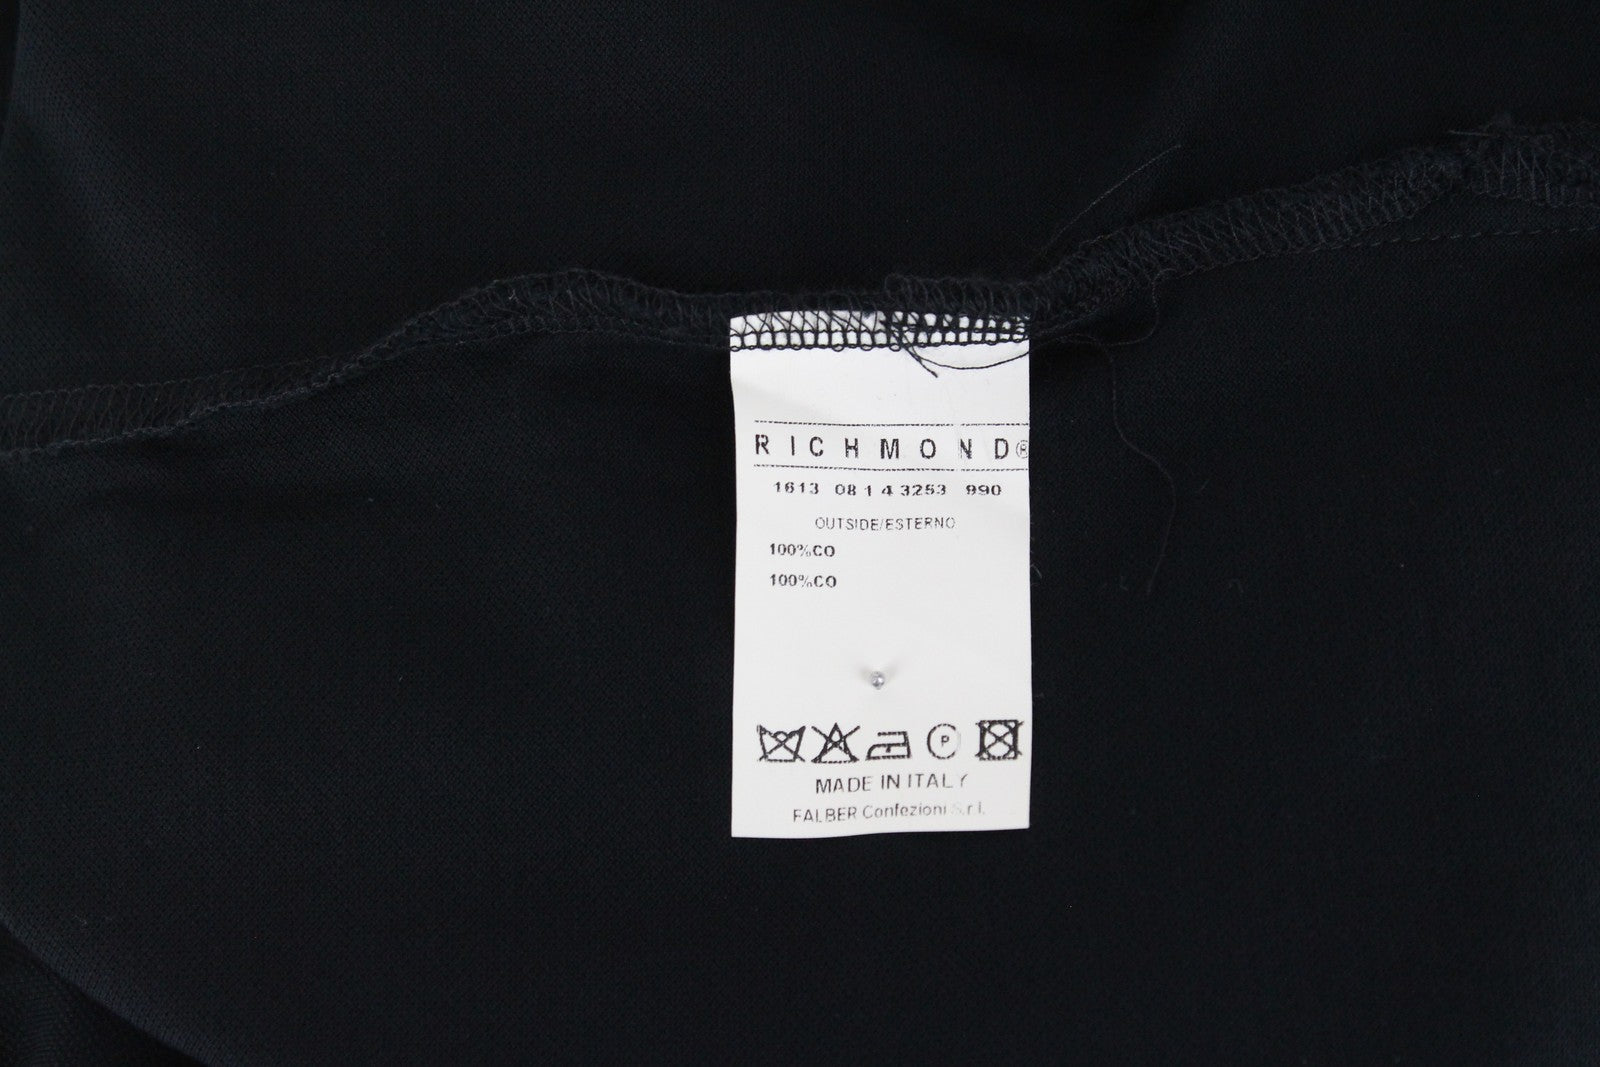 RICHMOND®
1613 08 1 4 3253 990
OUTSIDE/ESTERNO
100%CO
100%CO
P
MADE IN ITALY
FALBER Confezioni S.r.l.